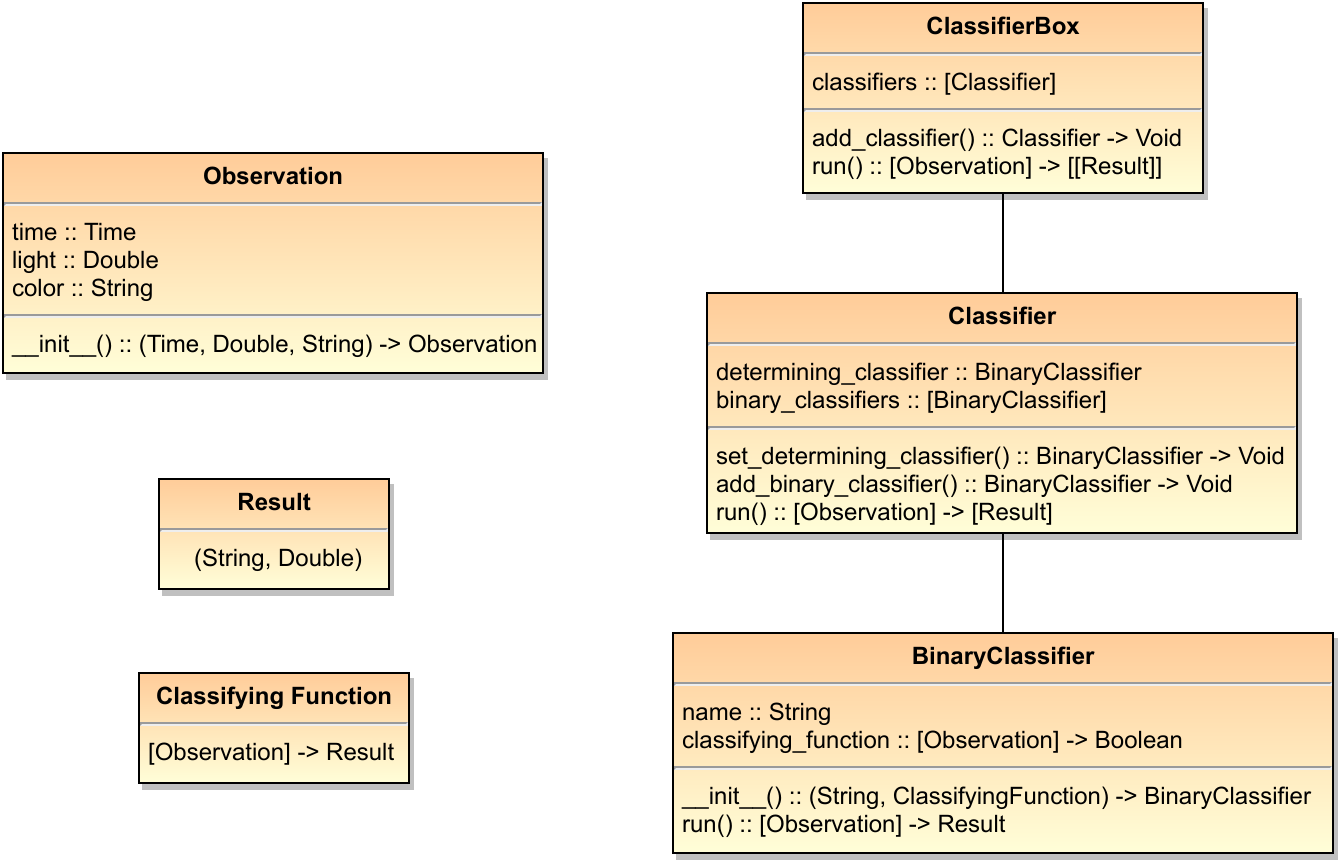 ClassifierBox
classifiers :: [Classifier]
add_classifier() :: Classifier -> Void
run() :: [Observation] -> [[Result]]
Observation
time :: Time
light :: Double
color :: String
__init__() :: (Time, Double, String) -> Observation
Classifier
determining_classifier :: BinaryClassifier
binary_classifiers :: [BinaryClassifier]
set_determining_classifier() :: BinaryClassifier -> Void
add_binary_classifier() :: BinaryClassifier -> Void
run() :: [Observation] -> [Result]
Result
(String, Double)
Classifying Function
[Observation] -> Result
BinaryClassifier
name :: String
classifying_function :: [Observation] -> Boolean
__init__() :: (String, ClassifyingFunction) -> BinaryClassifier
run() :: [Observation] -> Result